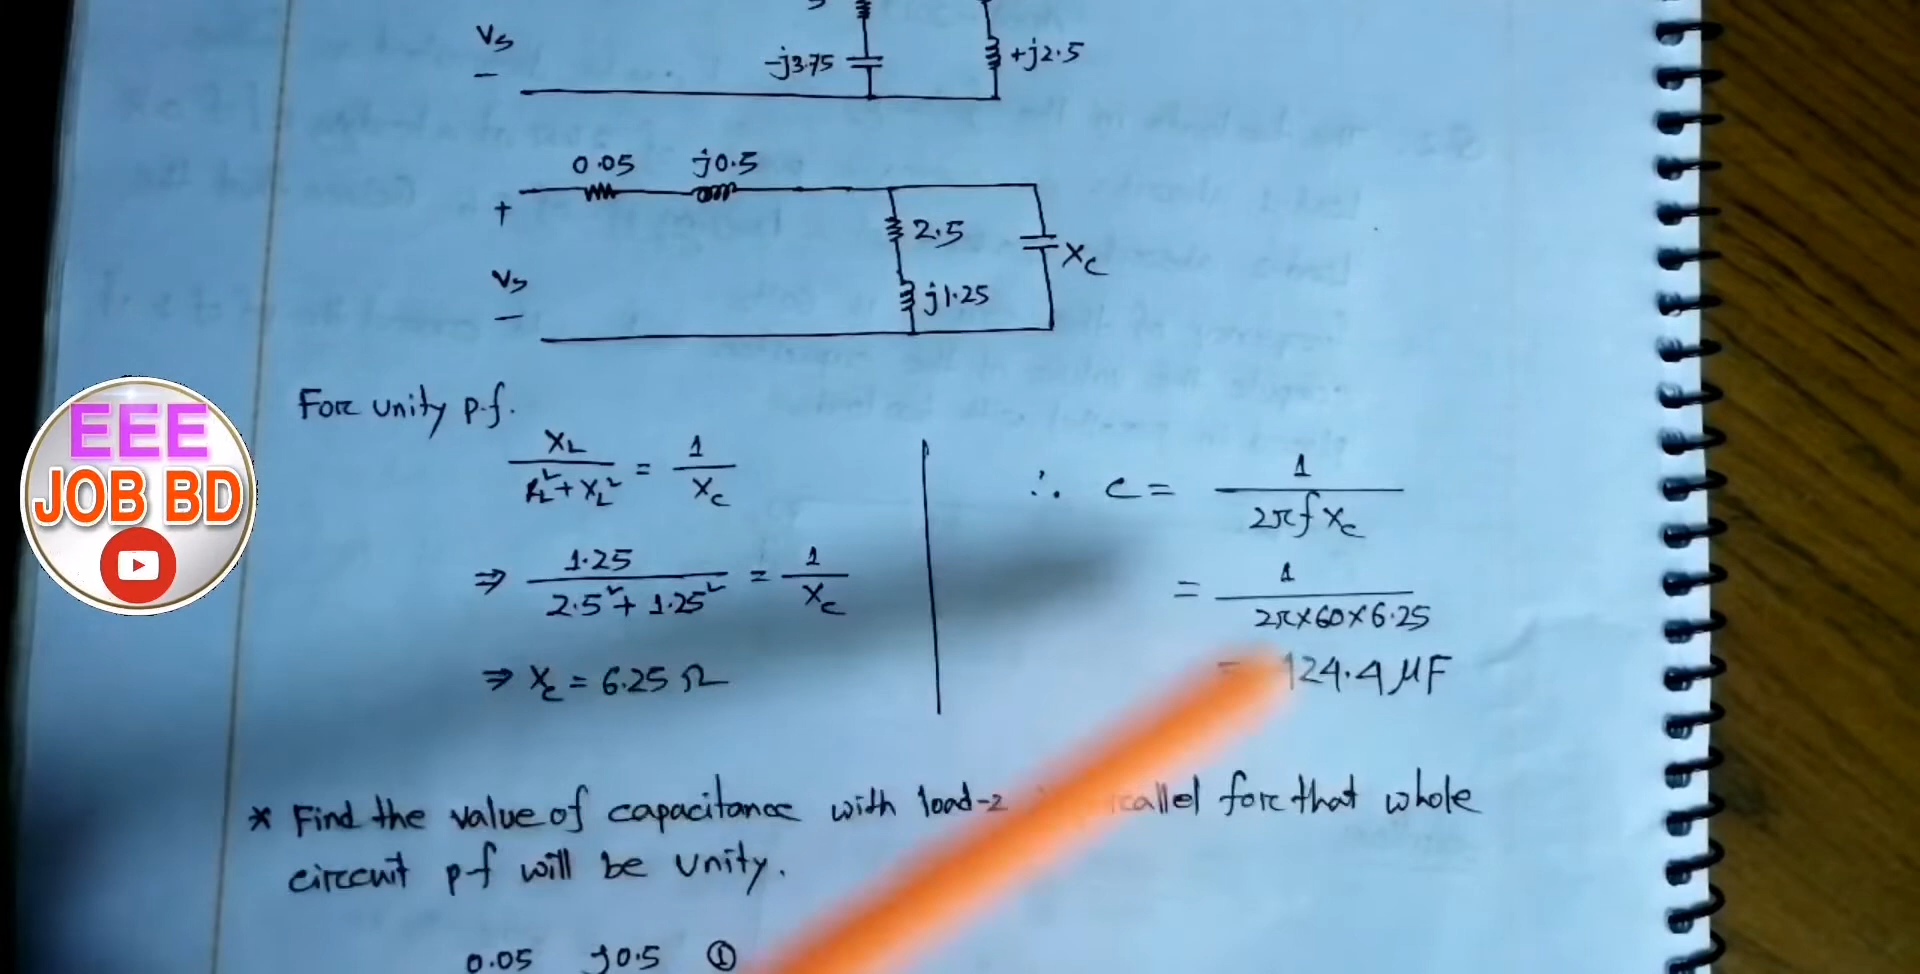 Vs
-j3.75
+j2.5
−
0.05 j0.5
+
2.5
Xc
Vs
j1.25
−
For unity p.f.
XL / RL² + XL² = 1 / Xc
⇒ 1.25 / 2.5² + 1.25² = 1 / Xc
⇒ Xc = 6.25 Ω
∴ C = 1 / 2πf Xc
= 1 / 2π×60×6.25
= 124.4 μF
* Find the value of capacitance with load-2 for that whole
circuit pf will be unity.
0.05 j0.5 ①
EEE
JOB BD